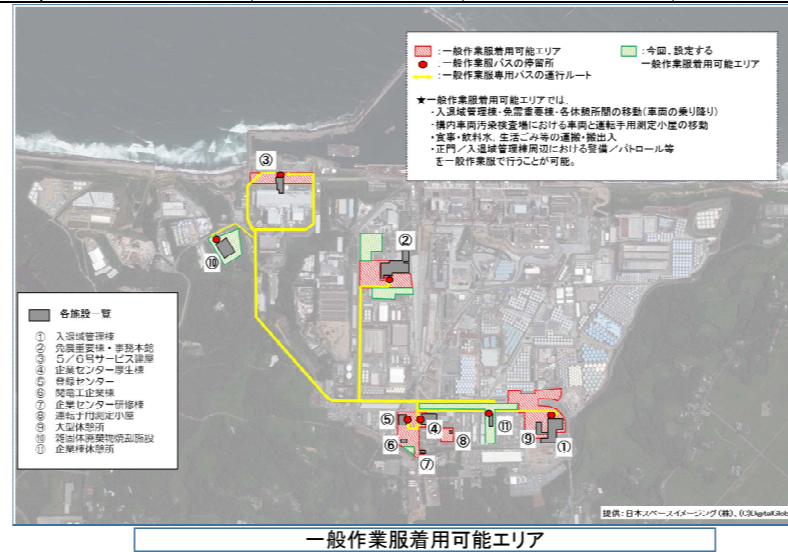 :一般作業服着用可能エリア
:一般作業服バスの停留所
:一般作業服専用バスの運行ルート
:今回、設定する
一般作業服着用可能エリア
★一般作業服着用可能エリアでは、
・入退域管理棟・免震重要棟・各休憩所間の移動(車両の乗り降り)
・構内車両汚染検査場における車両と運転手用測定小屋の移動
・食事・飲料水、生活ごみ等の運搬・搬出入
・正門/入退域管理棟周辺における警備/パトロール等
を一般作業服で行うことが可能。
③
②
⑩
各施設一覧
① 入退域管理棟
② 免震重要棟・事務本館
③ 5/6号サービス建屋
④ 企業センター厚生棟
⑤ 登録センター
⑥ 関電工企業棟
⑦ 企業センター研修棟
⑧ 運転手用測定小屋
⑨ 大型休憩所
⑩ 雑固体廃棄物焼却施設
⑪ 企業棟休憩所
⑤
④
⑪
⑥
⑧
⑨
①
⑦
提供:日本スペースイメージング(株)、(C)DigitalGlob
一般作業服着用可能エリア